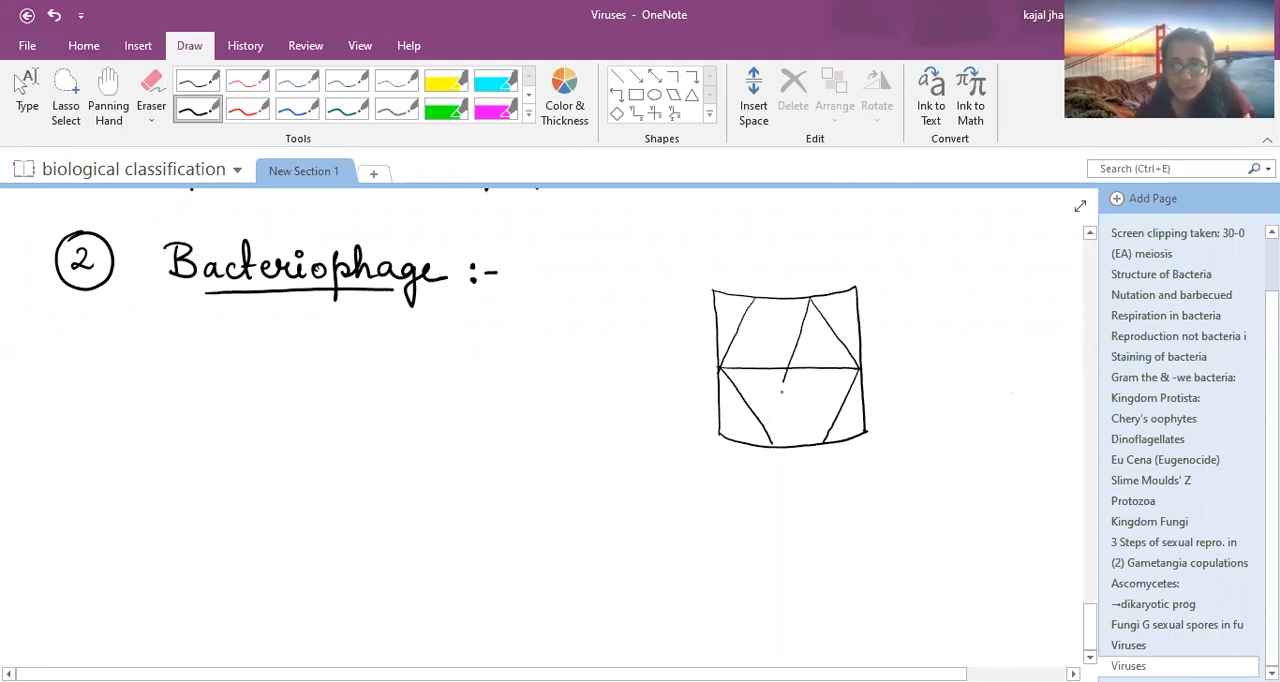 Viruses - OneNote
kajal jha
File Home Insert Draw History Review View Help
Type
Lasso Select
Panning Hand
Eraser
Color & Thickness
Insert Space
Delete
Arrange
Rotate
Ink to Text
Ink to Math
Tools
Shapes
Edit
Convert
biological classification
New Section 1
Search (Ctrl+E)
2 Bacteriophage :-
Add Page
Screen clipping taken: 30-0
(EA) meiosis
Structure of Bacteria
Nutation and barbecued
Respiration in bacteria
Reproduction not bacteria i
Staining of bacteria
Gram the & -we bacteria:
Kingdom Protista:
Chery's oophytes
Dinoflagellates
Eu Cena (Eugenocide)
Slime Moulds' Z
Protozoa
Kingdom Fungi
3 Steps of sexual repro. in
(2) Gametangia copulations
Ascomycetes:
→dikaryotic prog
Fungi G sexual spores in fu
Viruses
Viruses